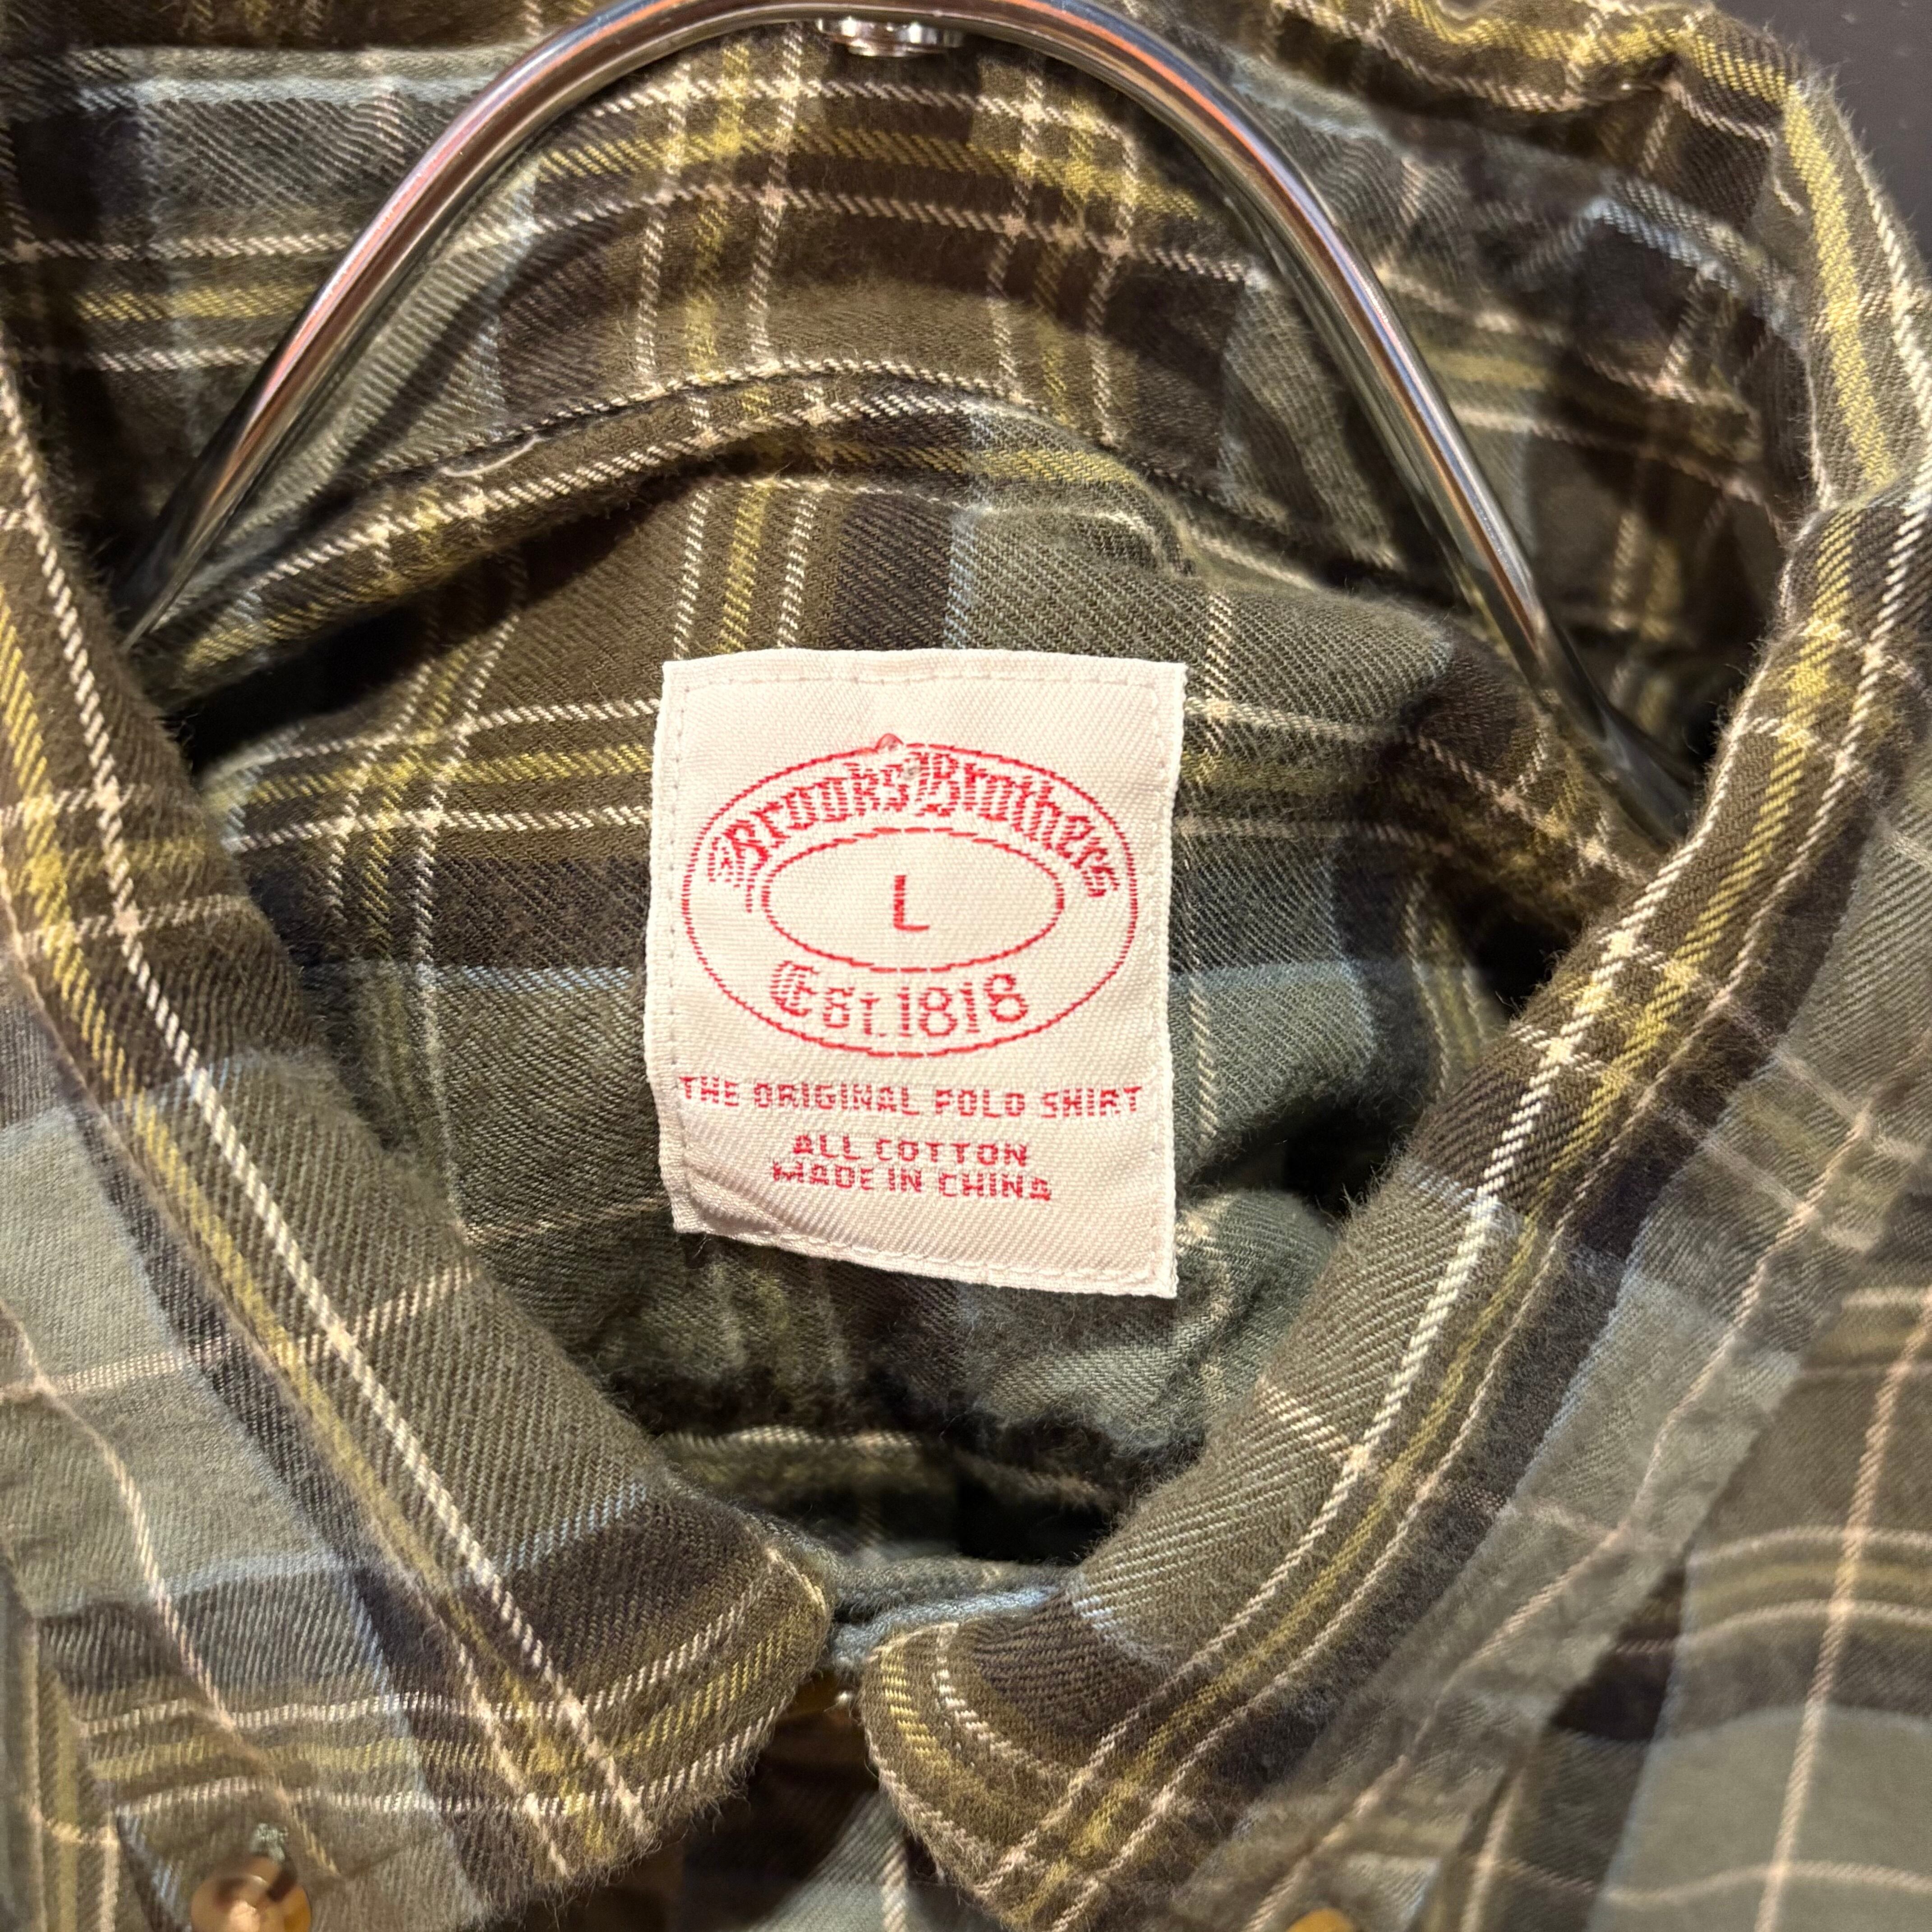 Brooks Brothers
L
Est. 1818
THE ORIGINAL POLO SHIRT
ALL COTTON
MADE IN CHINA